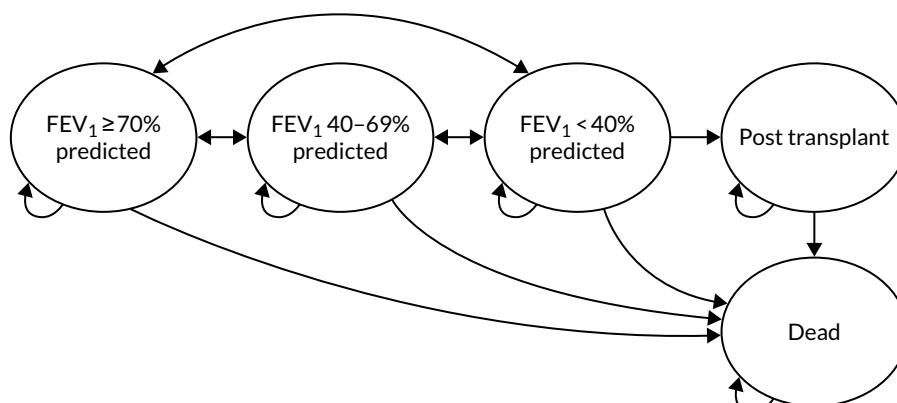 FEV₁ ≥70%
predicted
FEV₁ 40–69%
predicted
FEV₁ <40%
predicted
Post transplant
Dead